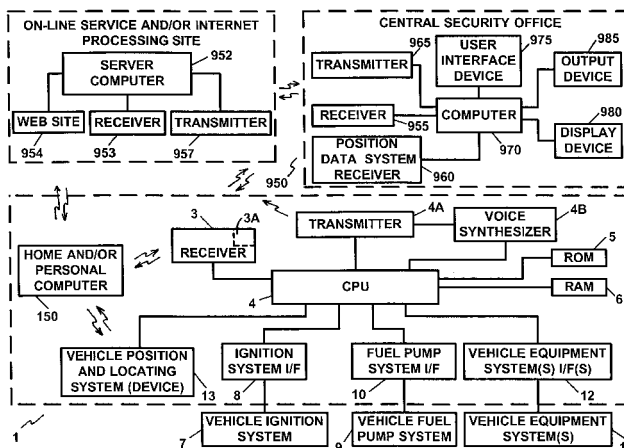 ON-LINE SERVICE AND/OR INTERNET
PROCESSING SITE
SERVER
COMPUTER
952
WEB SITE
RECEIVER
TRANSMITTER
954
953
957
CENTRAL SECURITY OFFICE
965
TRANSMITTER
USER
INTERFACE
DEVICE
975
985
OUTPUT
DEVICE
RECEIVER
955
COMPUTER
970
980
DISPLAY
DEVICE
POSITION
DATA SYSTEM
RECEIVER
960
950
3
3A
RECEIVER
4A
TRANSMITTER
4B
VOICE
SYNTHESIZER
5
ROM
HOME AND/OR
PERSONAL
COMPUTER
150
CPU
4
RAM
6
VEHICLE POSITION
AND LOCATING
SYSTEM (DEVICE)
13
IGNITION
SYSTEM I/F
8
FUEL PUMP
SYSTEM I/F
10
VEHICLE EQUIPMENT
SYSTEM(S) I/F(S)
12
1
VEHICLE IGNITION
SYSTEM
7
VEHICLE FUEL
PUMP SYSTEM
9
VEHICLE EQUIPMENT
SYSTEM(S)